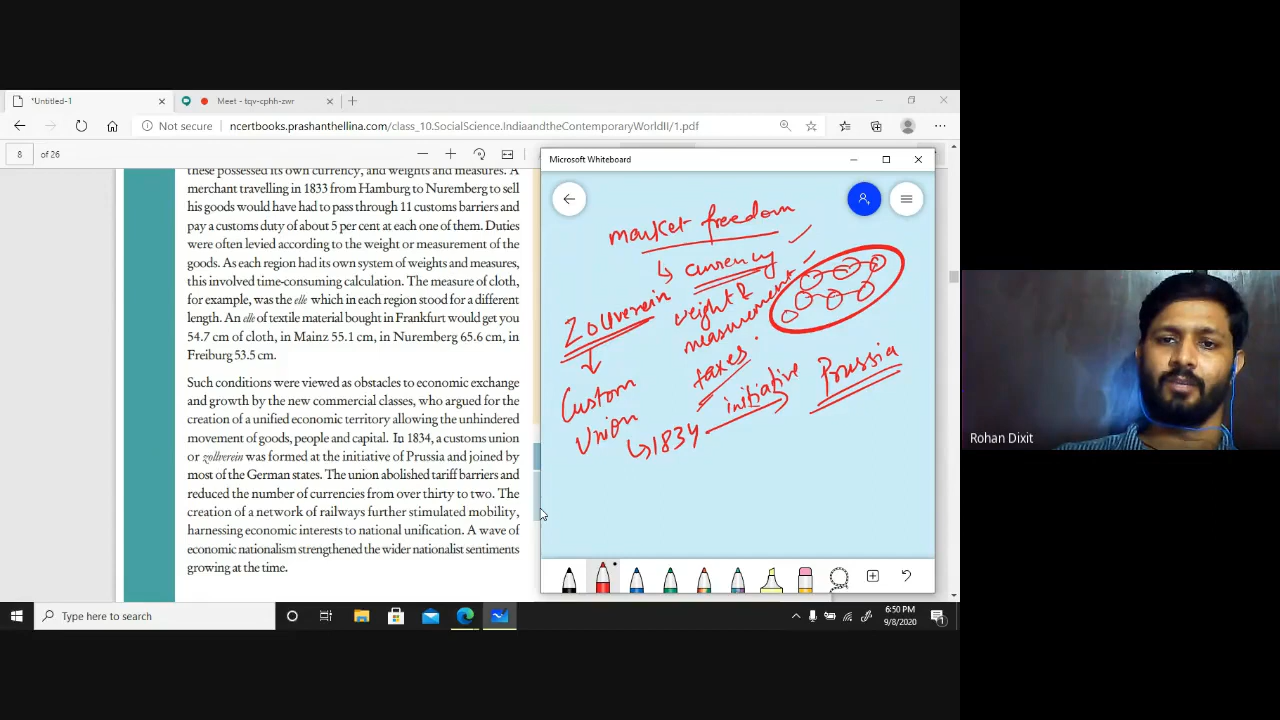 *Untitled-1
Meet - tqv-cphh-zwr
Not secure
ncertbooks.prashanthellina.com/class_10.SocialScience.IndiaandtheContemporaryWorldII/1.pdf
8 of 26
these possessed its own currency, and weights and measures. A
merchant travelling in 1833 from Hamburg to Nuremberg to sell
his goods would have had to pass through 11 customs barriers and
pay a customs duty of about 5 per cent at each one of them. Duties
were often levied according to the weight or measurement of the
goods. As each region had its own system of weights and measures,
this involved time-consuming calculation. The measure of cloth,
for example, was the elle which in each region stood for a different
length. An elle of textile material bought in Frankfurt would get you
54.7 cm of cloth, in Mainz 55.1 cm, in Nuremberg 65.6 cm, in
Freiburg 53.5 cm.
Such conditions were viewed as obstacles to economic exchange
and growth by the new commercial classes, who argued for the
creation of a unified economic territory allowing the unhindered
movement of goods, people and capital. In 1834, a customs union
or zollverein was formed at the initiative of Prussia and joined by
most of the German states. The union abolished tariff barriers and
reduced the number of currencies from over thirty to two. The
creation of a network of railways further stimulated mobility,
harnessing economic interests to national unification. A wave of
economic nationalism strengthened the wider nationalist sentiments
growing at the time.
Microsoft Whiteboard
market freedom
currency
weight &
measurement
taxes
Zollverein
Custom
Union
1834
initiative
Prussia
Rohan Dixit
Type here to search
6:50 PM
9/8/2020
1